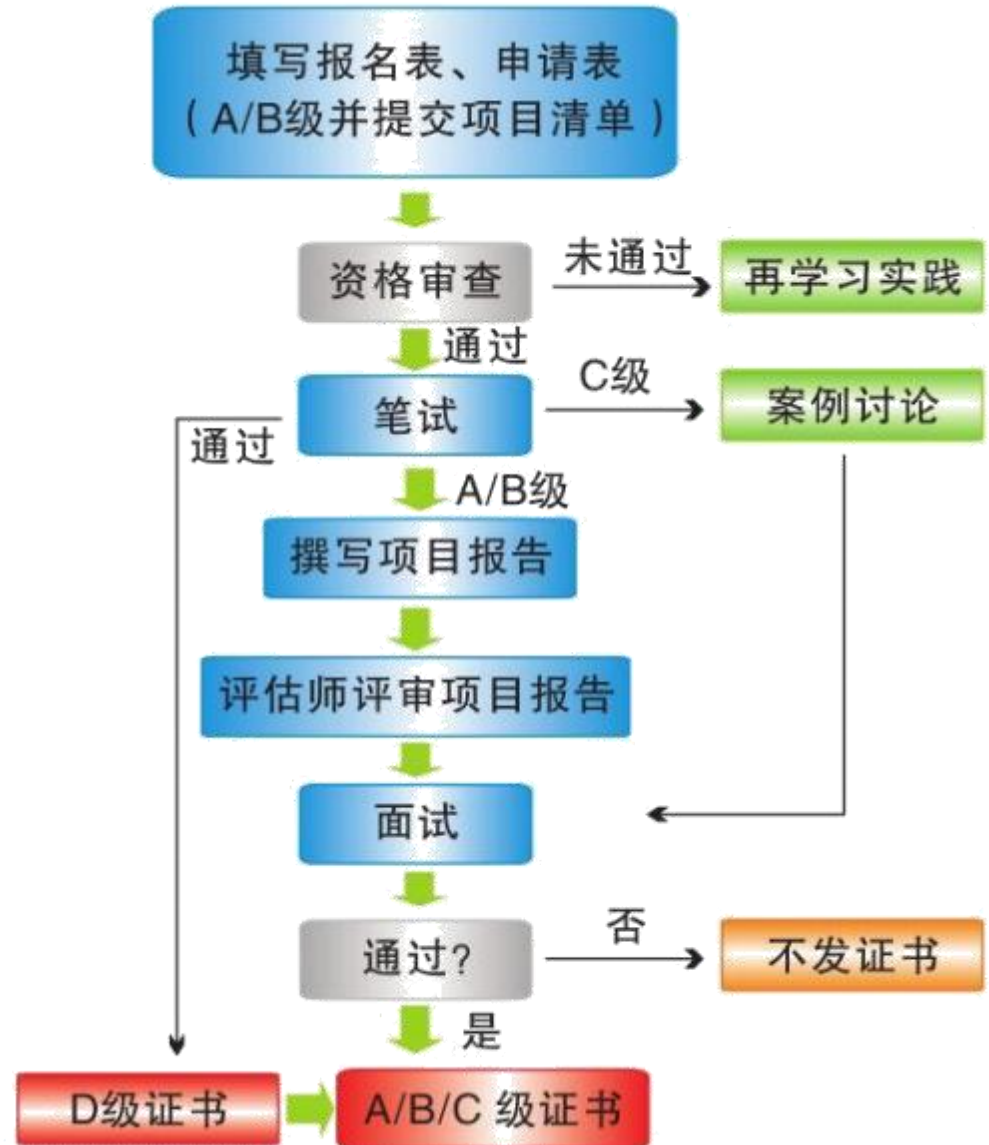 填写报名表、申请表
（A/B级并提交项目清单）
资格审查
未通过
再学习实践
通过
笔试
C级
案例讨论
通过
A/B级
撰写项目报告
评估师评审项目报告
面试
通过?
否
不发证书
是
D级证书
A/B/C 级证书